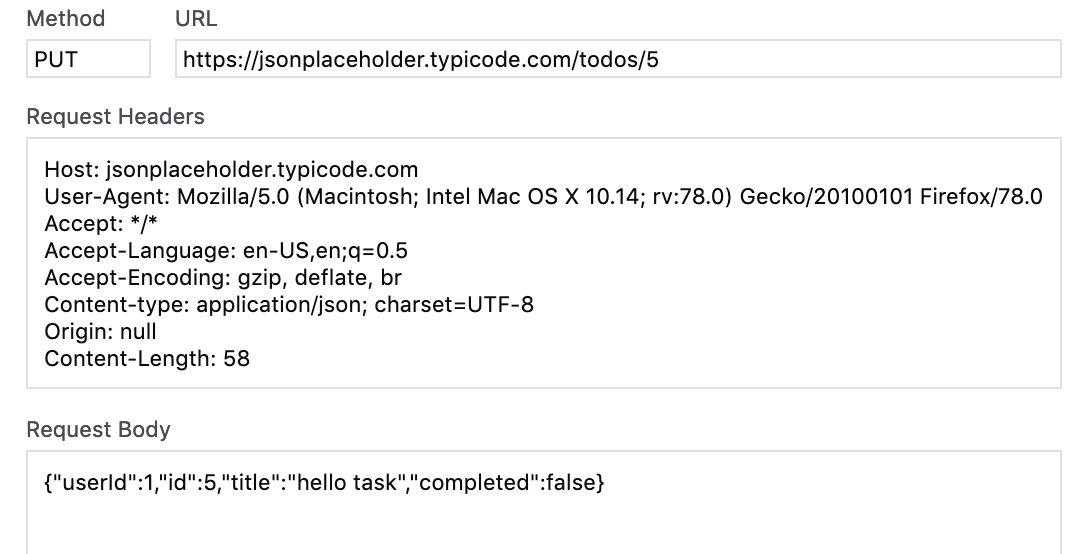 Method URL
PUT https://jsonplaceholder.typicode.com/todos/5
Request Headers
Host: jsonplaceholder.typicode.com
User-Agent: Mozilla/5.0 (Macintosh; Intel Mac OS X 10.14; rv:78.0) Gecko/20100101 Firefox/78.0
Accept: */*
Accept-Language: en-US,en;q=0.5
Accept-Encoding: gzip, deflate, br
Content-type: application/json; charset=UTF-8
Origin: null
Content-Length: 58
Request Body
{"userId":1,"id":5,"title":"hello task","completed":false}